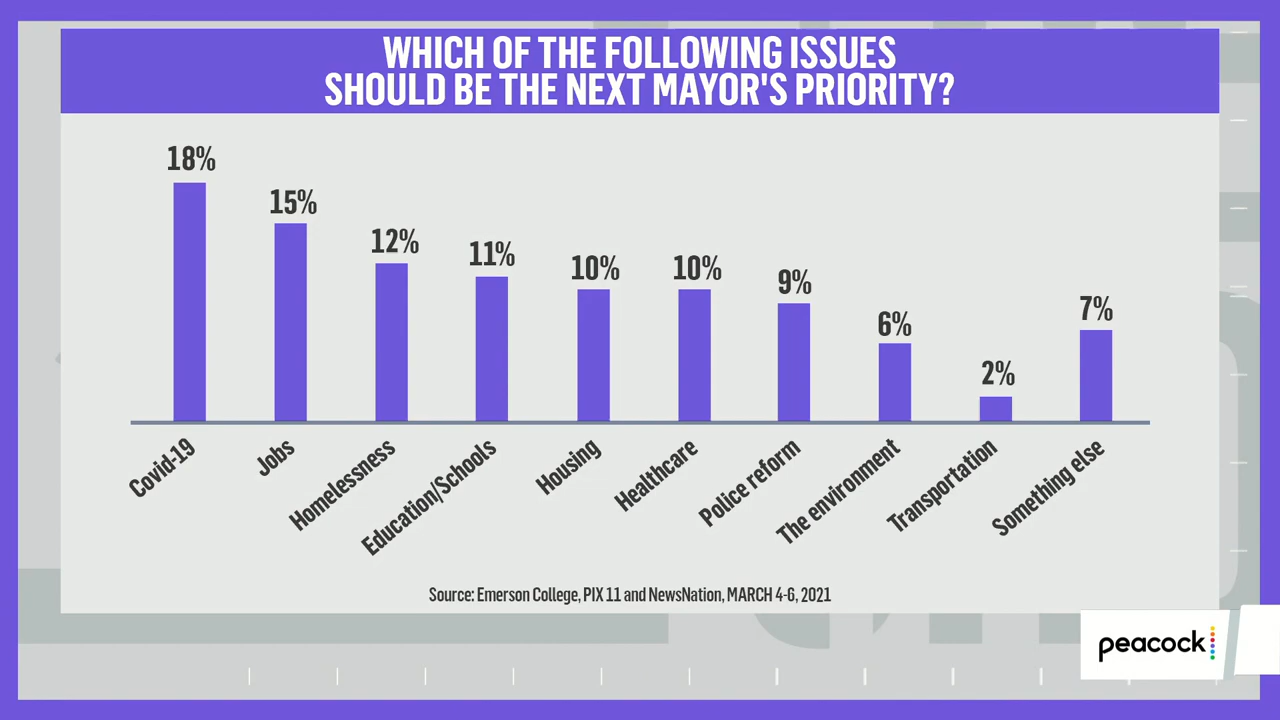 WHICH OF THE FOLLOWING ISSUES
SHOULD BE THE NEXT MAYOR'S PRIORITY?
18%
15%
12%
11%
10%
10%
9%
6%
2%
7%
Covid-19
Jobs
Homelessness
Education/Schools
Housing
Healthcare
Police reform
The environment
Transportation
Something else
Source: Emerson College, PIX 11 and NewsNation, MARCH 4-6, 2021
peacock